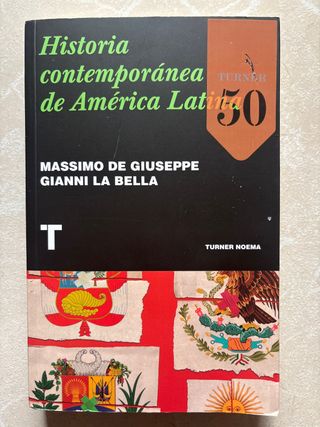 Historia
contemporánea
de América Latina
TURNER
50
MASSIMO DE GIUSEPPE
GIANNI LA BELLA
T
TURNER NOEMA